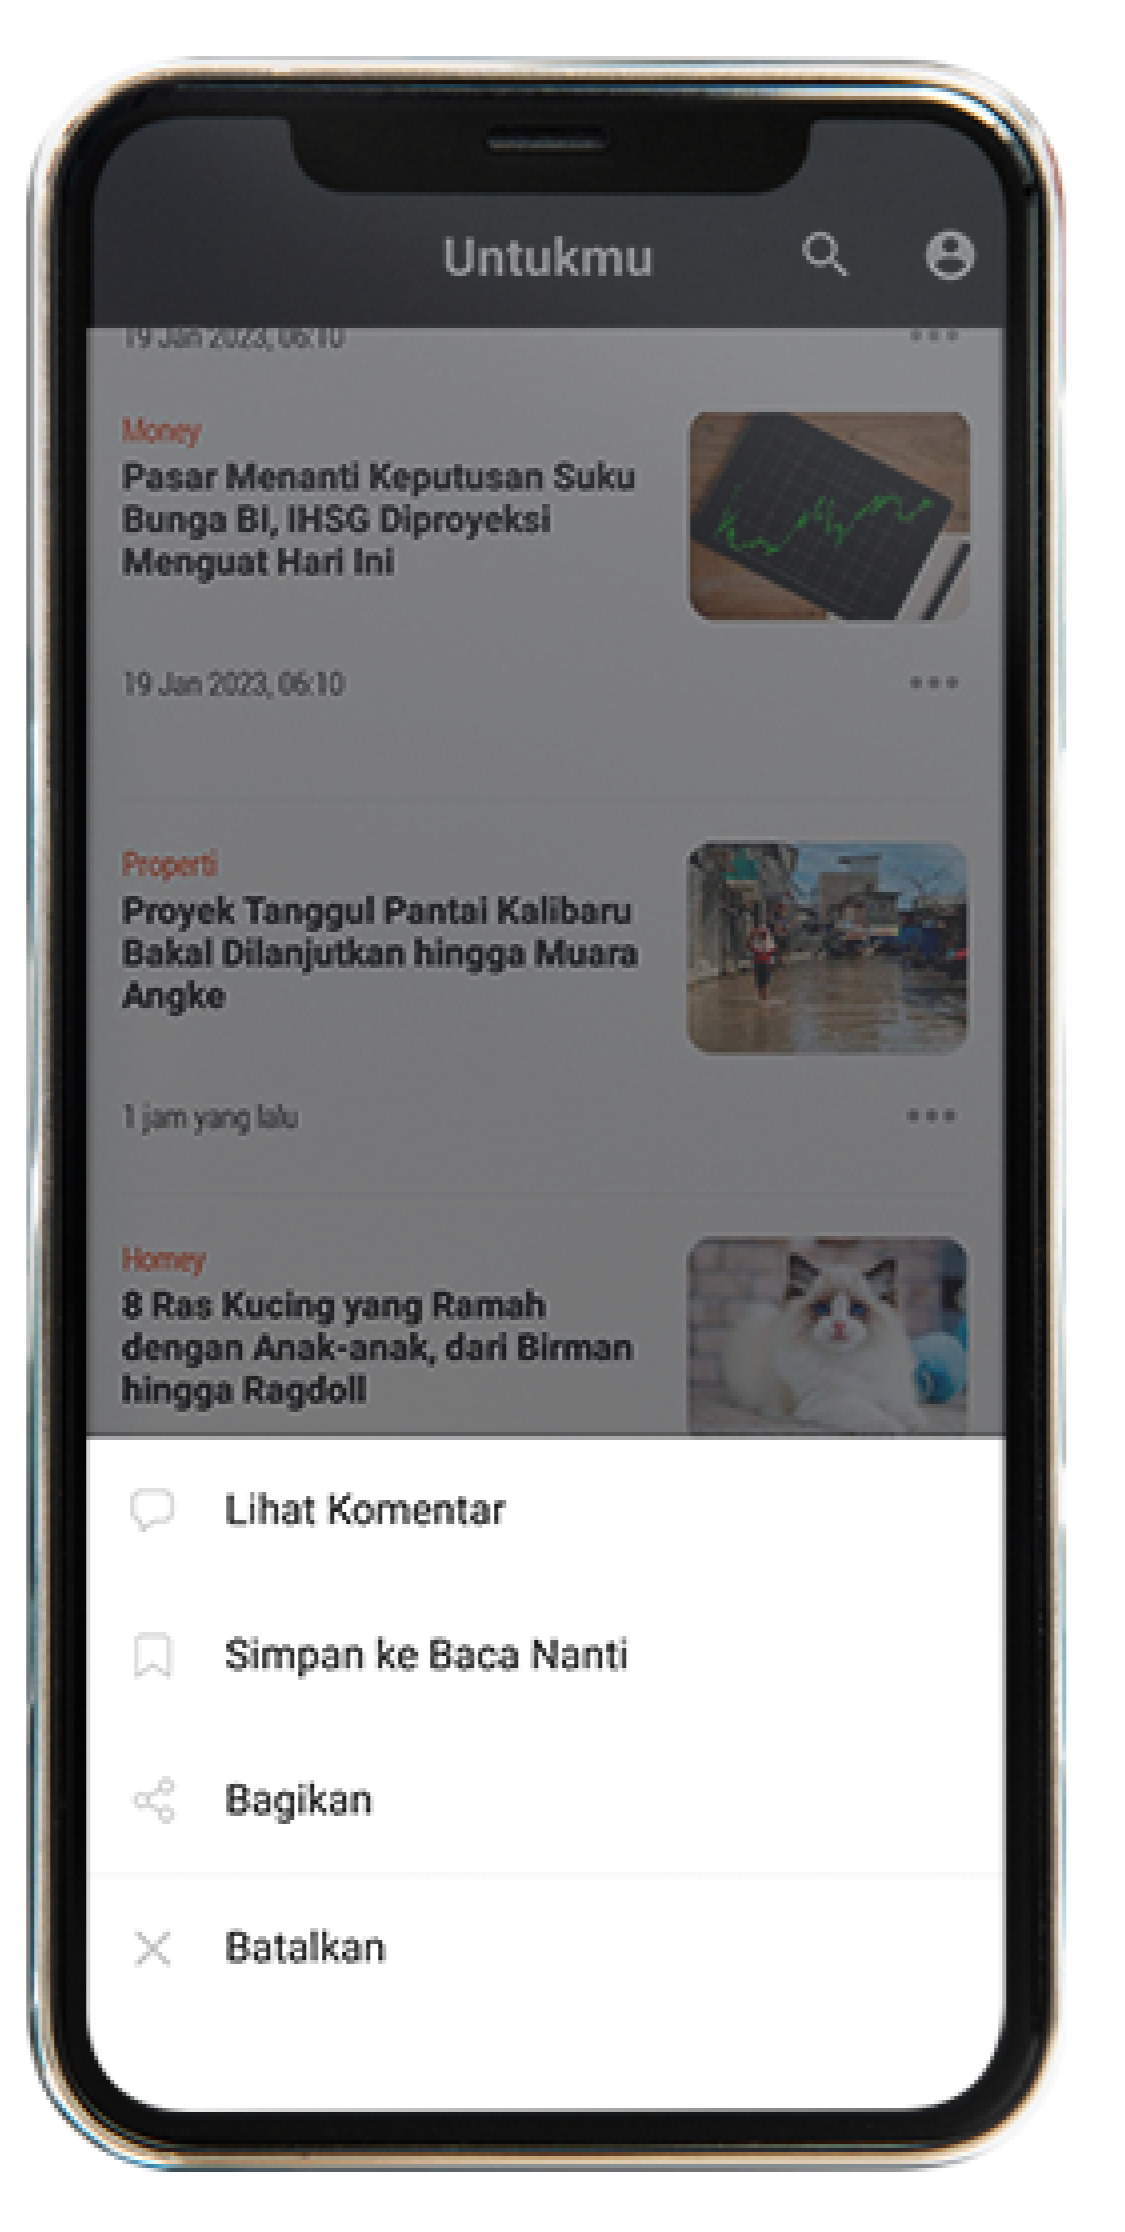 Untukmu
19 Jan 2023, 06:10
Money
Pasar Menanti Keputusan Suku
Bunga BI, IHSG Diproyeksi
Menguat Hari Ini
19 Jan 2023, 06:10
Properti
Proyek Tanggul Pantai Kalibaru
Bakal Dilanjutkan hingga Muara
Angke
1 jam yang lalu
Homey
8 Ras Kucing yang Ramah
dengan Anak-anak, dari Birman
hingga Ragdoll
Lihat Komentar
Simpan ke Baca Nanti
Bagikan
Batalkan